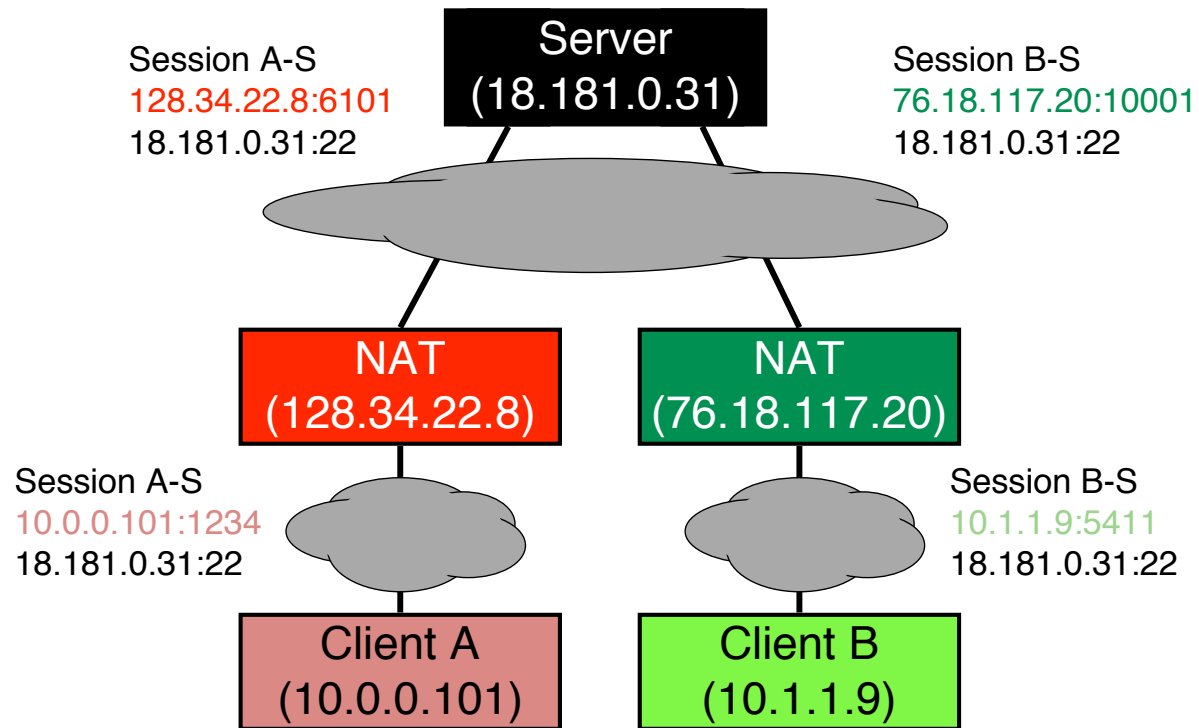 Server
(18.181.0.31)
Session A-S
128.34.22.8:6101
18.181.0.31:22
Session B-S
76.18.117.20:10001
18.181.0.31:22
NAT
(128.34.22.8)
NAT
(76.18.117.20)
Session A-S
10.0.0.101:1234
18.181.0.31:22
Session B-S
10.1.1.9:5411
18.181.0.31:22
Client A
(10.0.0.101)
Client B
(10.1.1.9)